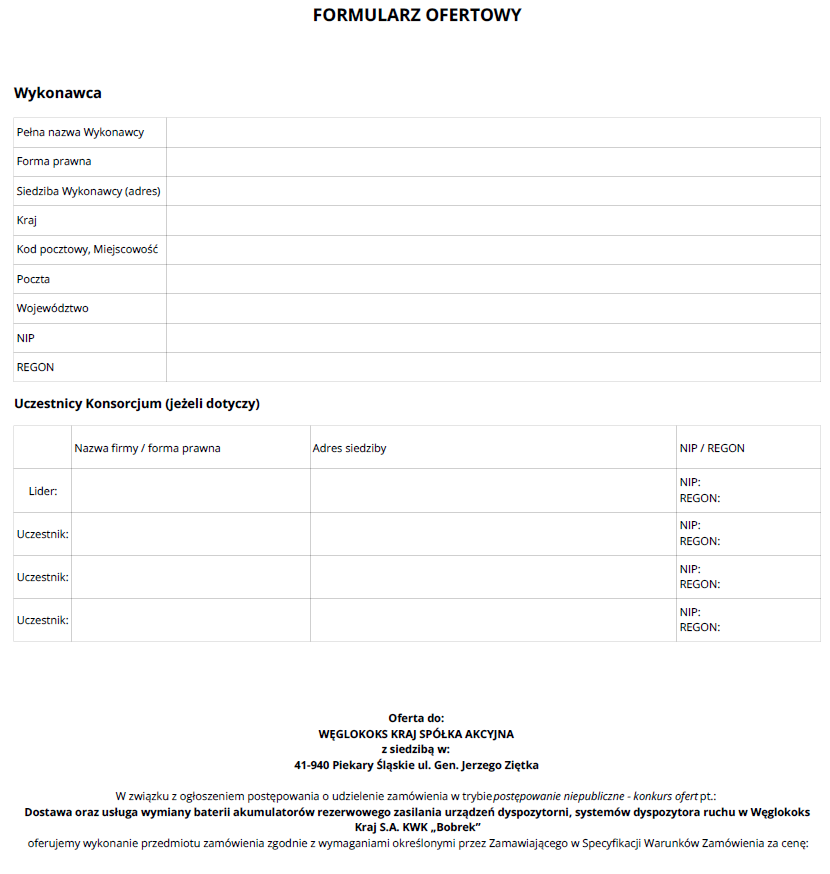 FORMULARZ OFERTOWY
Wykonawca
Pełna nazwa Wykonawcy
Forma prawna
Siedziba Wykonawcy (adres)
Kraj
Kod pocztowy, Miejscowość
Poczta
Województwo
NIP
REGON
Uczestnicy Konsorcjum (jeżeli dotyczy)
Nazwa firmy / forma prawna Adres siedziby NIP / REGON
Lider: NIP:
REGON:
Uczestnik: NIP:
REGON:
Uczestnik: NIP:
REGON:
Uczestnik: NIP:
REGON:
Oferta do:
WĘGLOKOKS KRAJ SPÓŁKA AKCYJNA
z siedzibą w:
41-940 Piekary Śląskie ul. Gen. Jerzego Ziętka
W związku z ogłoszeniem postępowania o udzielenie zamówienia w trybie postępowanie niepubliczne - konkurs ofert pt.:
Dostawa oraz usługa wymiany baterii akumulatorów rezerwowego zasilania urządzeń dyspozytorni, systemów dyspozytora ruchu w Węglokoks
Kraj S.A. KWK „Bobrek”
oferujemy wykonanie przedmiotu zamówienia zgodnie z wymaganiami określonymi przez Zamawiającego w Specyfikacji Warunków Zamówienia za cenę: